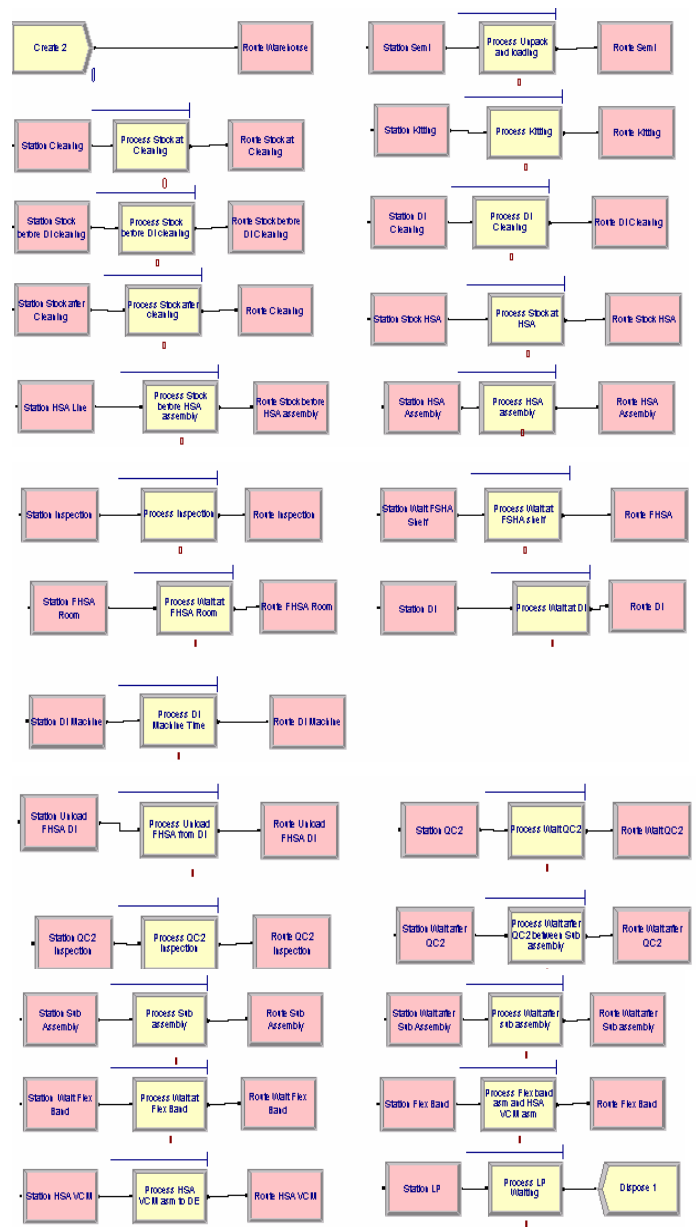 Create 2
Route Warehouse
Station Semi
Process Unpack
and loading
Route Semi
Station Cleaning
Process Stock at
Cleaning
Route Stock at
Cleaning
Station Kitting
Process Kitting
Route Kitting
Station Stock
before DI cleaning
Process Stock
before DI cleaning
Route Stock before
DI Cleaning
Station DI
Cleaning
Process DI
Cleaning
Route DI Cleaning
Station Stock after
Cleaning
Process Stock after
cleaning
Route Cleaning
Station Stock HSA
Process Stock at
HSA
Route Stock HSA
Station HSA Line
Process Stock
before HSA
assembly
Route Stock before
HSA assembly
Station HSA
Assembly
Process HSA
assembly
Route HSA
Assembly
Station Inspection
Process Inspection
Route Inspection
Station Wait FSHA
Shelf
Process Wait at
FSHA shelf
Route FHSA
Station FHSA
Room
Process Wait at
FHSA Room
Route FHSA Room
Station DI
Process Wait at DI
Route DI
Station DI Machine
Process DI
Machine Time
Route DI Machine
Station Unload
FHSA DI
Process Unload
FHSA from DI
Route Unload
FHSA DI
Station QC2
Process Wait QC2
Route Wait QC2
Station QC2
Inspection
Process QC2
Inspection
Route QC2
Inspection
Station Wait after
QC2
Process Wait after
QC2 between Sub
assembly
Route Wait after
QC2
Station Sub
Assembly
Process Sub
assembly
Route Sub
Assembly
Station Wait after
Sub Assembly
Process Wait after
sub assembly
Route Wait after
Sub assembly
Station Wait Flex
Band
Process Wait at
Flex Band
Route Wait Flex
Band
Station Flex Band
Process Flex band
asm and HSA
VCM asm
Route Flex Band
Station HSA VCM
Process HSA
VCM asm to DE
Route HSA VCM
Station LP
Process LP
Waiting
Dispose 1